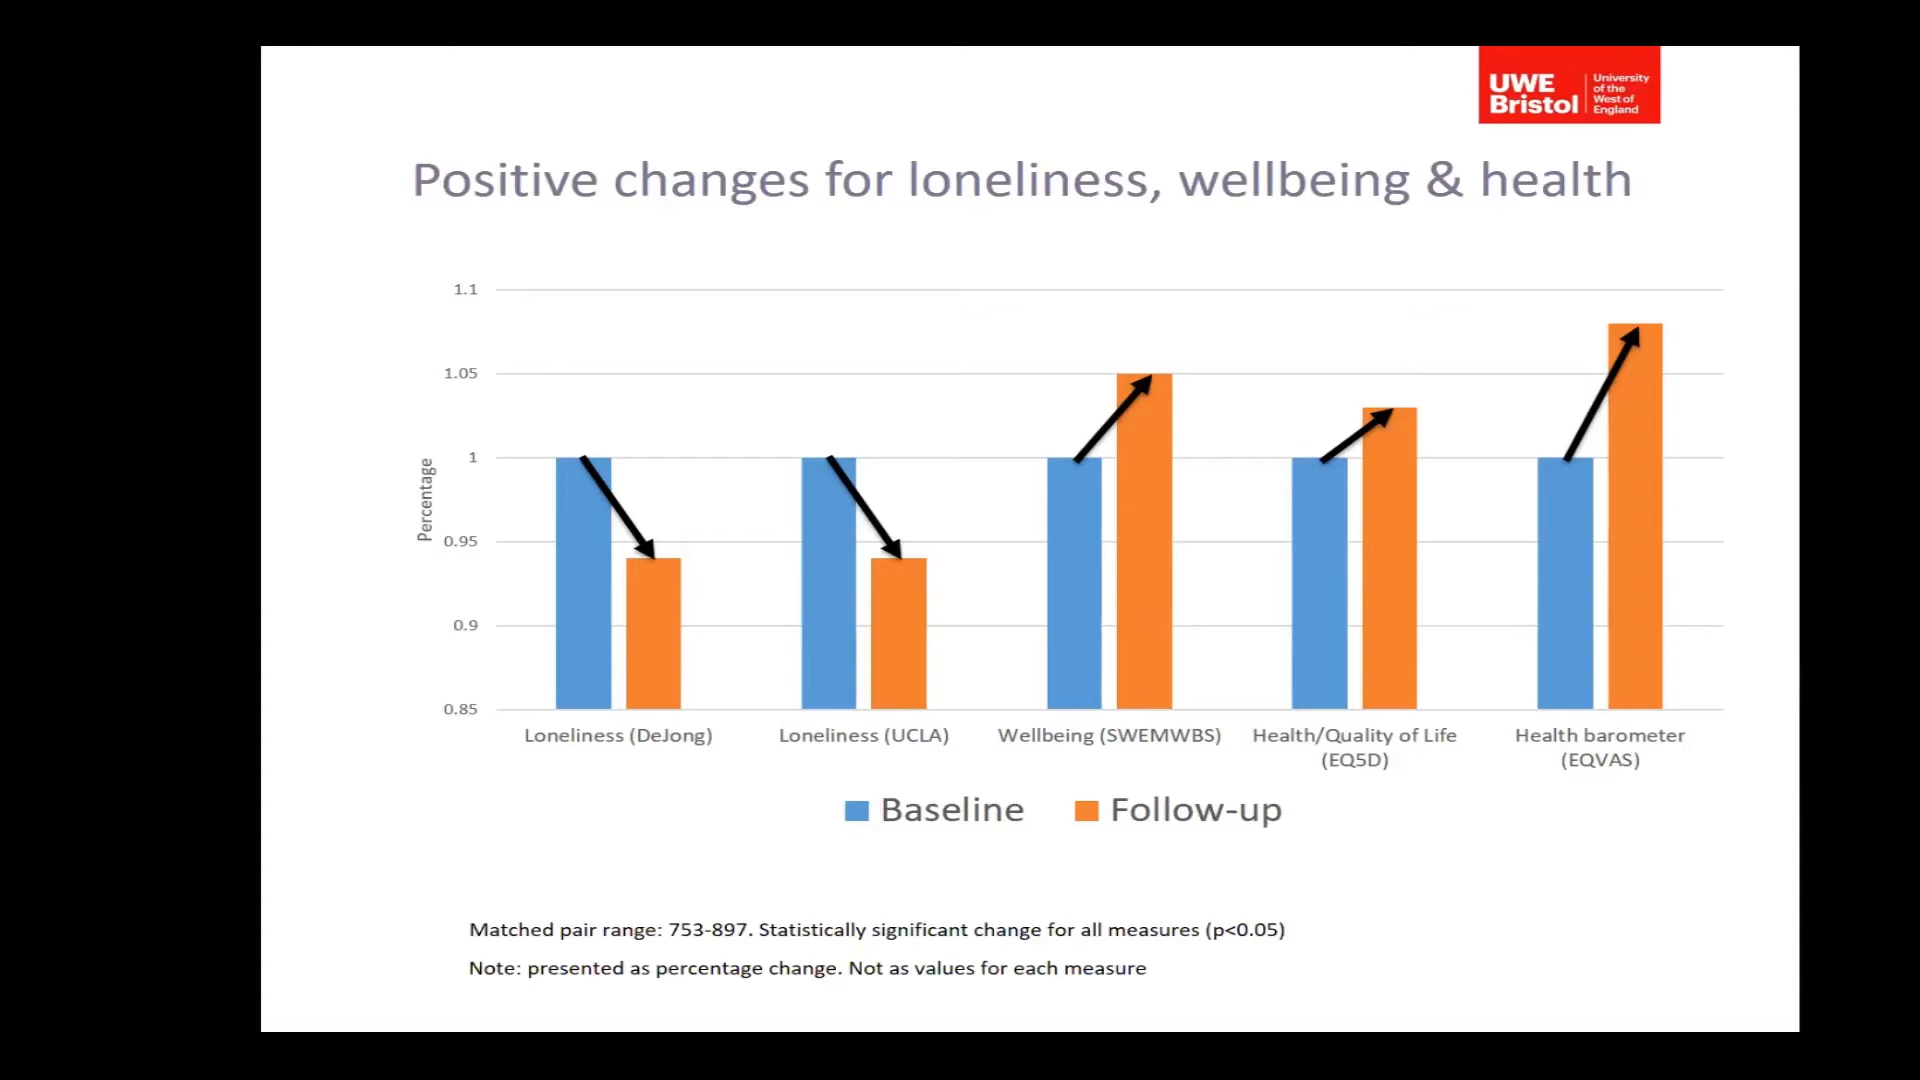 UWE
Bristol
University
of the
West of
England
Positive changes for loneliness, wellbeing & health
1.1
1.05
1
0.95
0.9
0.85
Percentage
Loneliness (DeJong)
Loneliness (UCLA)
Wellbeing (SWEMWBS)
Health/Quality of Life
(EQ5D)
Health barometer
(EQVAS)
Baseline
Follow-up
Matched pair range: 753-897. Statistically significant change for all measures (p<0.05)
Note: presented as percentage change. Not as values for each measure